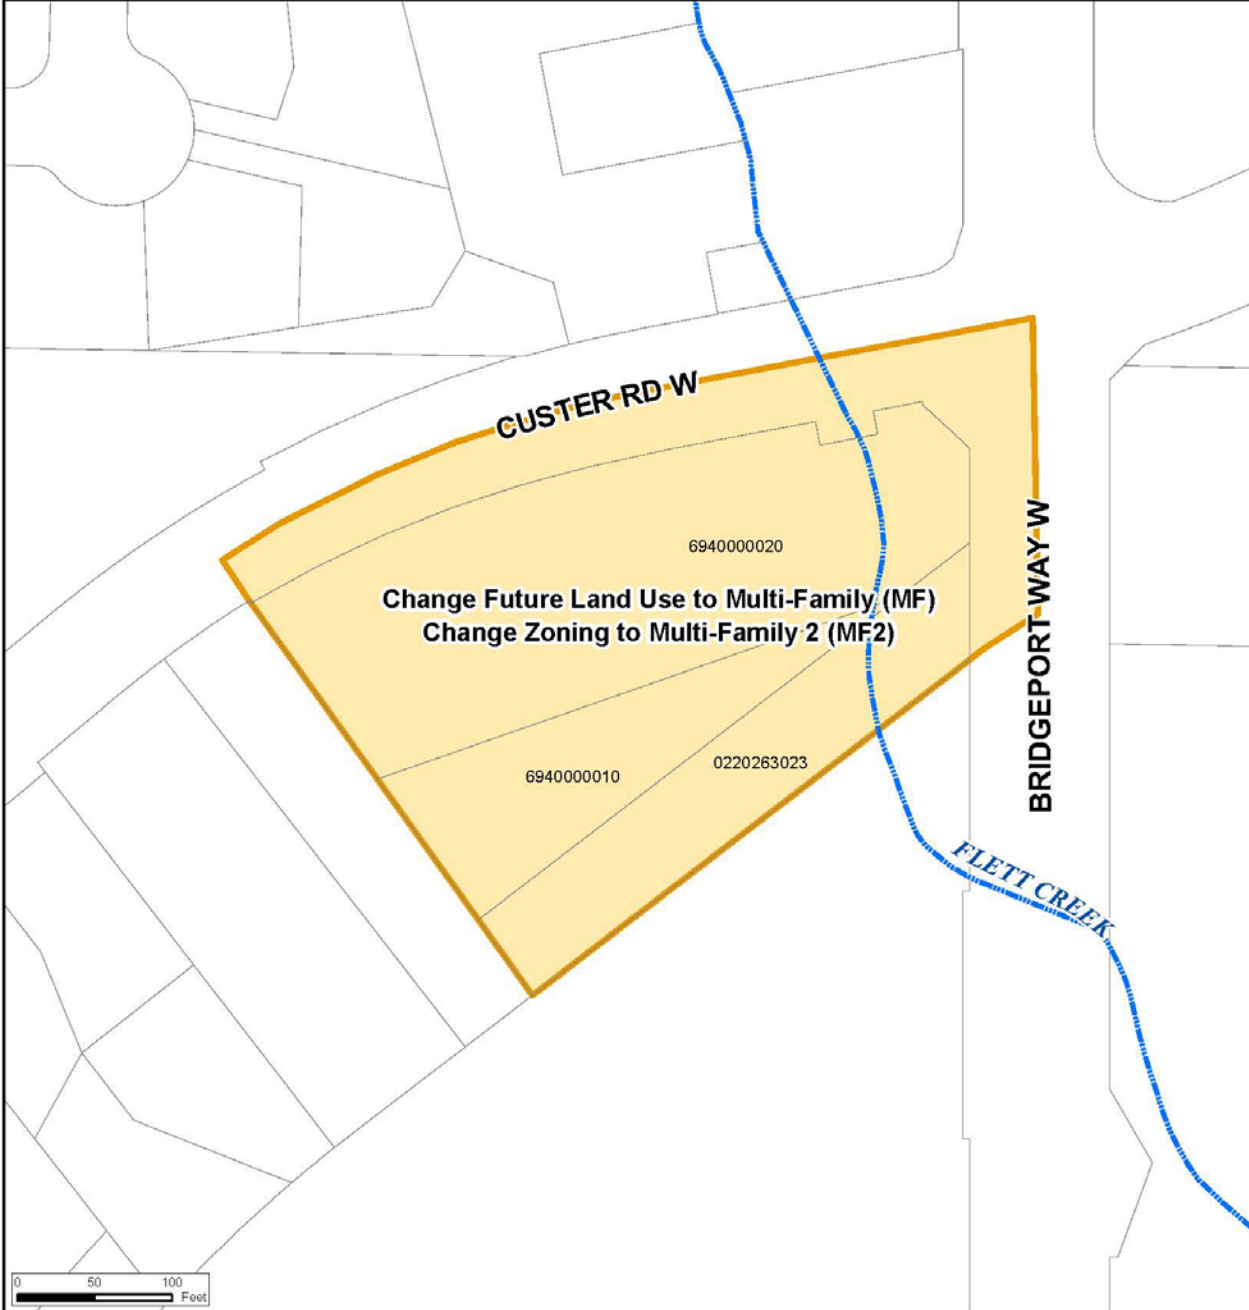 CUSTER RD W
6940000020
Change Future Land Use to Multi-Family (MF)
Change Zoning to Multi-Family 2 (MF2)
BRIDGEPORT WAY W
6940000010
0220263023
FLETT CREEK
0 50 100
Feet